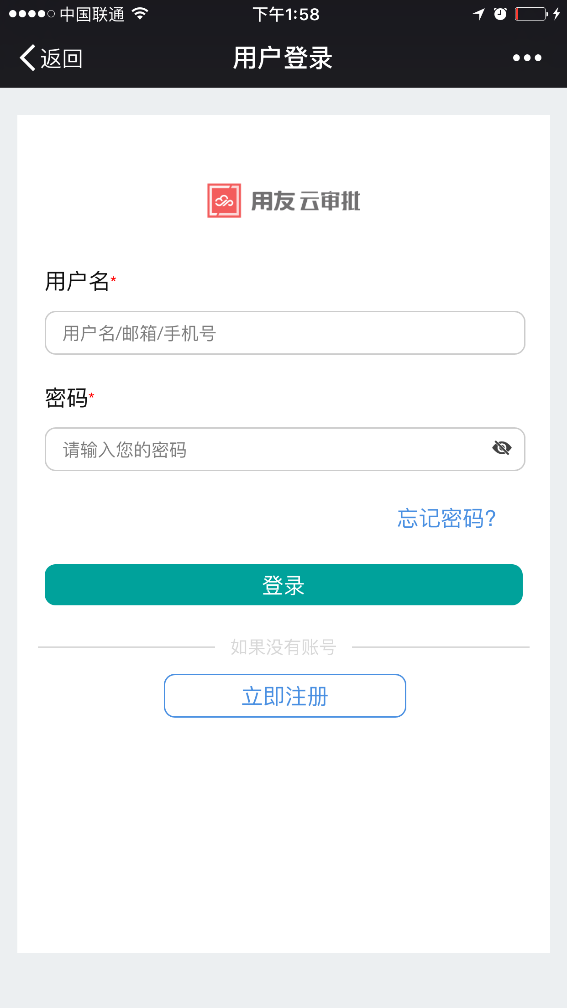 中国联通 下午1:58
返回 用户登录
用友 云审批
用户名*
用户名/邮箱/手机号
密码*
请输入您的密码
忘记密码?
登录
如果没有账号
立即注册